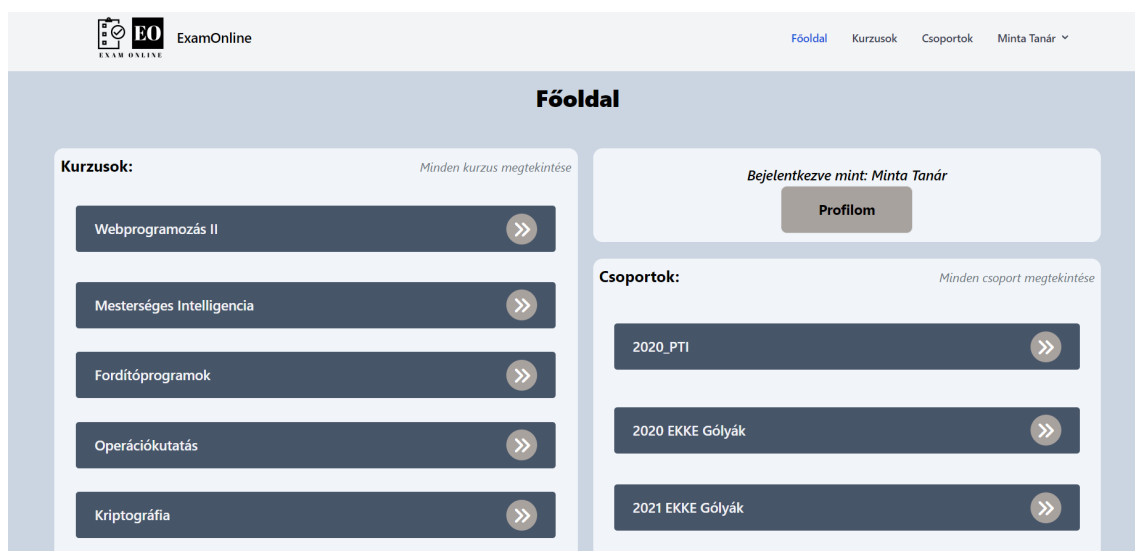 EO
EXAM ONLINE
ExamOnline
Főoldal
Kurzusok
Csoportok
Minta Tanár
Főoldal
Kurzusok:
Minden kurzus megtekintése
Webprogramozás II
Mesterséges Intelligencia
Fordítóprogramok
Operációkutatás
Kriptográfia
Bejelentkezve mint: Minta Tanár
Profilom
Csoportok:
Minden csoport megtekintése
2020_PTI
2020 EKKE Gólyák
2021 EKKE Gólyák